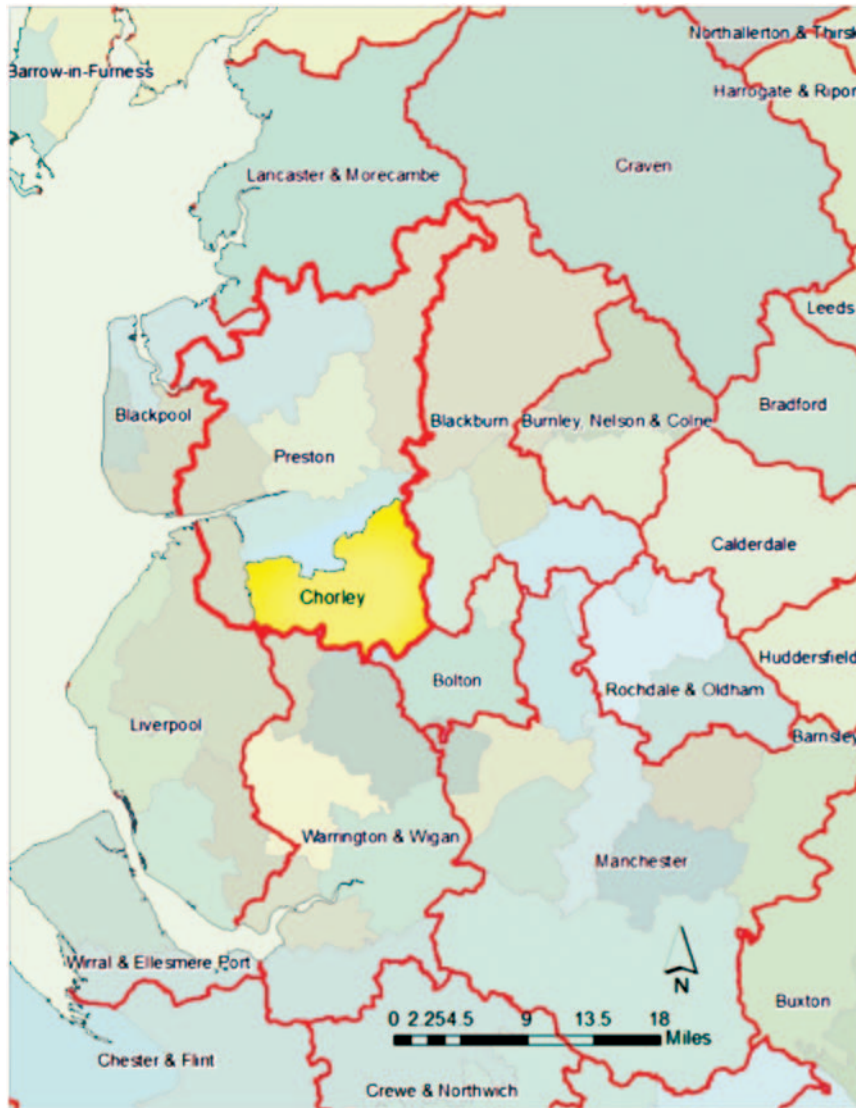 Northallerton & Thirsk
Barrow-in-Furness
Harrogate & Ripon
Craven
Lancaster & Morecambe
Leeds
Blackpool
Blackburn
Burnley, Nelson & Colne
Bradford
Preston
Calderdale
Chorley
Huddersfield
Bolton
Rochdale & Oldham
Liverpool
Barnsley
Warrington & Wigan
Manchester
Wirral & Ellesmere Port
N
Buxton
0 2.254.5 9 13.5 18
Miles
Chester & Flint
Crewe & Northwich